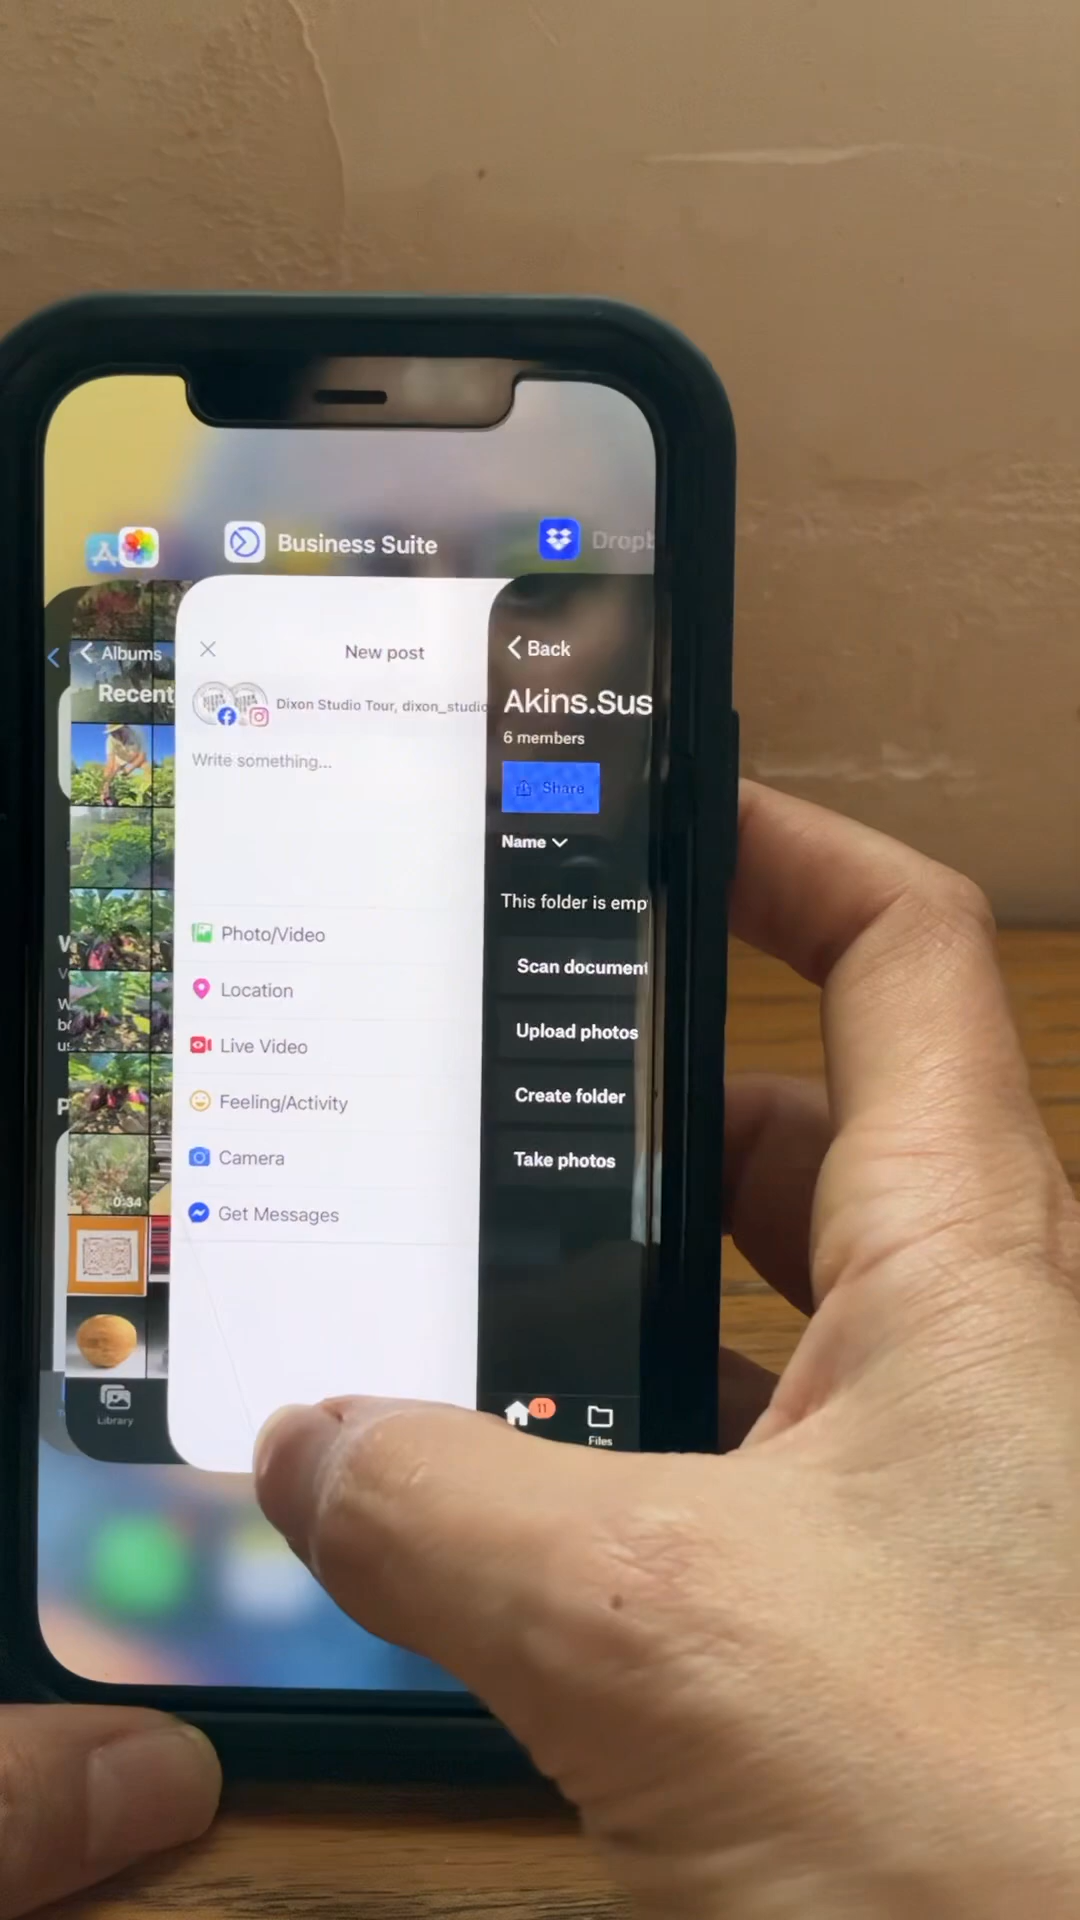 Business Suite
Albums
Recent
0:34
Library
New post
Dixon Studio Tour, dixon_studio
Write something...
Photo/Video
Location
Live Video
Feeling/Activity
Camera
Get Messages
Dropb
Back
Akins.Sus
6 members
Share
Name
This folder is emp
Scan document
Upload photos
Create folder
Take photos
11
Files